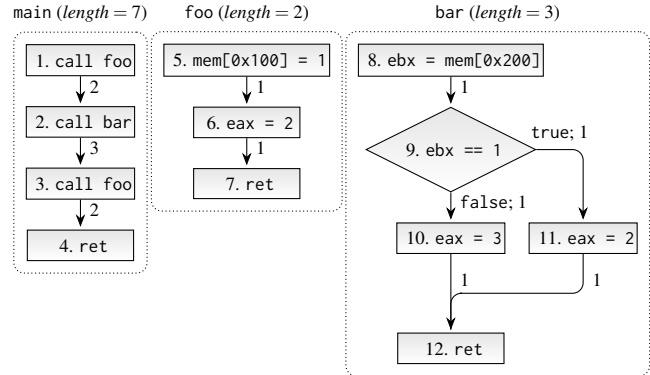 main (length = 7)
1. call foo
2
2. call bar
3
3. call foo
2
4. ret
foo (length = 2)
5. mem[0x100] = 1
1
6. eax = 2
1
7. ret
bar (length = 3)
8. ebx = mem[0x200]
1
9. ebx == 1
true; 1
false; 1
10. eax = 3
11. eax = 2
1
1
12. ret